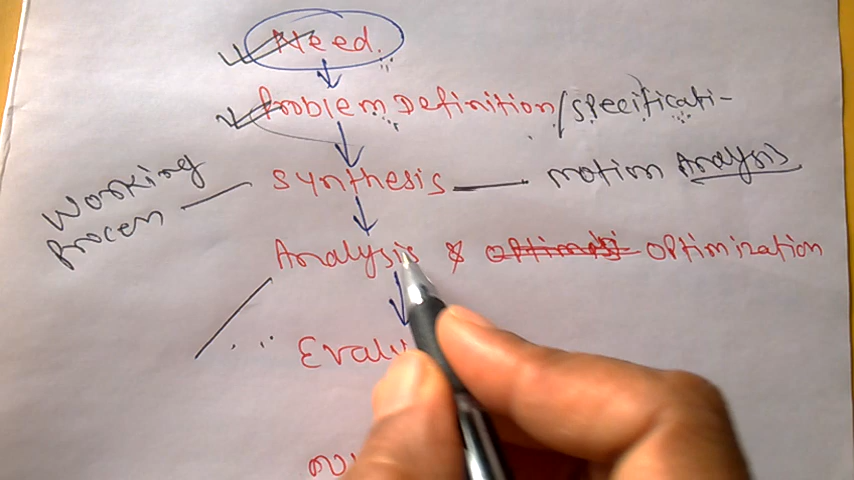 Need.
Problem Definition/specificati-
Working
Process
synthesis — motion Analysis
Analysis & optimization